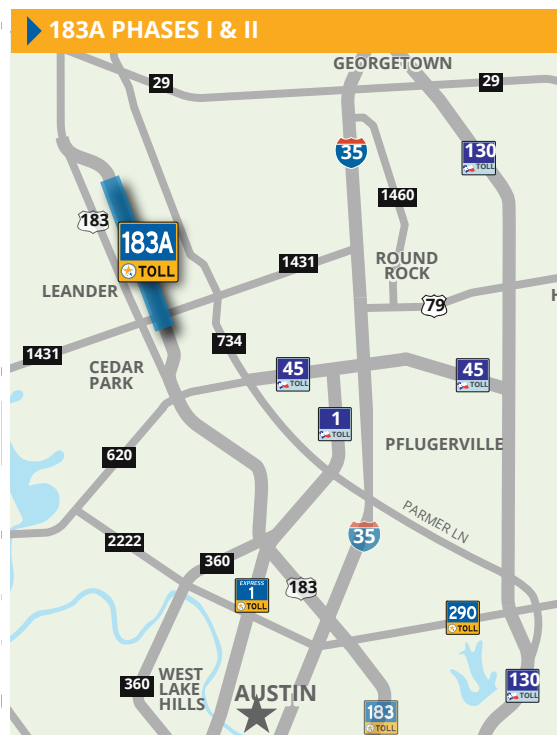 183A PHASES I & II
GEORGETOWN
29
29
35
130
TOLL
1460
183
183A
TOLL
1431
ROUND
ROCK
LEANDER
79
H
734
1431
CEDAR
PARK
45
TOLL
45
TOLL
1
TOLL
PFLUGERVILLE
620
PARMER LN
2222
35
360
EXPRESS
1
TOLL
183
290
TOLL
WEST
LAKE
HILLS
360
AUSTIN
130
TOLL
183
TOLL